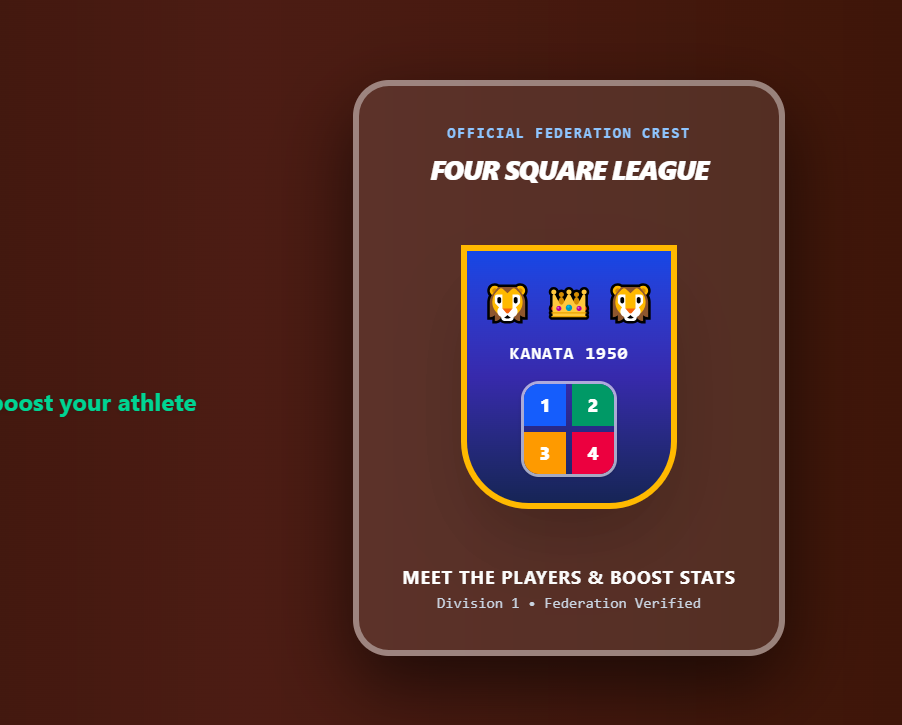 OFFICIAL FEDERATION CREST
FOUR SQUARE LEAGUE
KANATA 1950
1 2
3 4
boost your athlete
MEET THE PLAYERS & BOOST STATS
Division 1 • Federation Verified